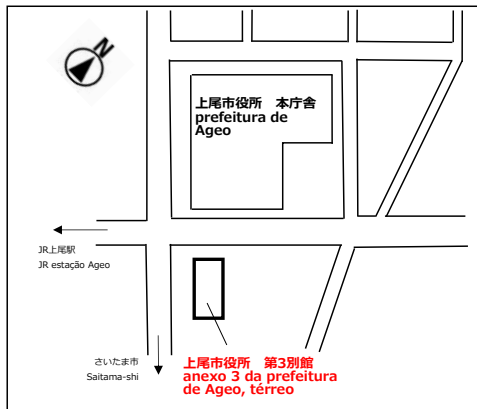 N
上尾市役所　本庁舎
prefeitura de
Ageo
JR上尾駅
JR estação Ageo
さいたま市
Saitama-shi
上尾市役所　第3別館
anexo 3 da prefeitura
de Ageo, térreo